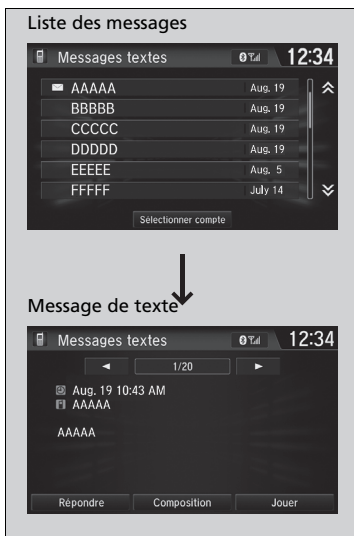 Liste des messages
Messages textes 12:34
AAAAA Aug. 19
BBBBB Aug. 19
CCCCC Aug. 19
DDDDD Aug. 19
EEEEE Aug. 5
FFFFF July 14
Sélectionner compte
Message de texte
Messages textes 12:34
1/20
Aug. 19 10:43 AM
AAAAA
AAAAA
Répondre Composition Jouer